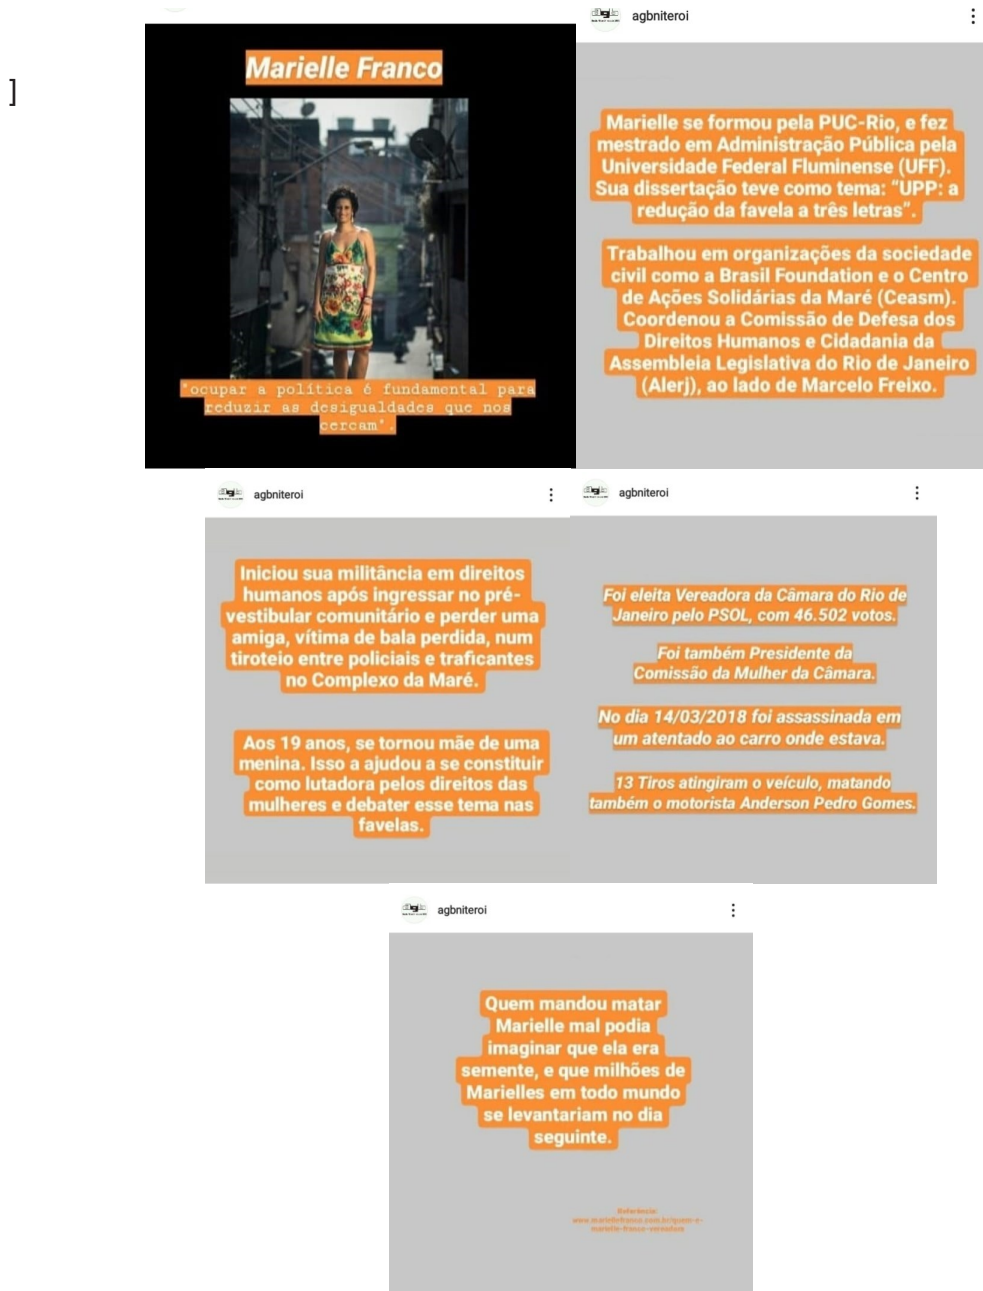 ]
Marielle Franco
"ocupar a política é fundamental para
reduzir as desigualdades que nos
cercam".
agbniteroi
Marielle se formou pela PUC-Rio, e fez
mestrado em Administração Pública pela
Universidade Federal Fluminense (UFF).
Sua dissertação teve como tema: “UPP: a
redução da favela a três letras”.
Trabalhou em organizações da sociedade
civil como a Brasil Foundation e o Centro
de Ações Solidárias da Maré (Ceasm).
Coordenou a Comissão de Defesa dos
Direitos Humanos e Cidadania da
Assembleia Legislativa do Rio de Janeiro
(Alerj), ao lado de Marcelo Freixo.
agbniteroi
Iniciou sua militância em direitos
humanos após ingressar no pré-
vestibular comunitário e perder uma
amiga, vítima de bala perdida, num
tiroteio entre policiais e traficantes
no Complexo da Maré.
Aos 19 anos, se tornou mãe de uma
menina. Isso a ajudou a se constituir
como lutadora pelos direitos das
mulheres e debater esse tema nas
favelas.
agbniteroi
Foi eleita Vereadora da Câmara do Rio de
Janeiro pelo PSOL, com 46.502 votos.
Foi também Presidente da
Comissão da Mulher da Câmara.
No dia 14/03/2018 foi assassinada em
um atentado ao carro onde estava.
13 Tiros atingiram o veículo, matando
também o motorista Anderson Pedro Gomes.
agbniteroi
Quem mandou matar
Marielle mal podia
imaginar que ela era
semente, e que milhões de
Marielles em todo mundo
se levantariam no dia
seguinte.
Referência:
www.mariellefranco.com.br/quem-e-
marielle-franco-vereadora